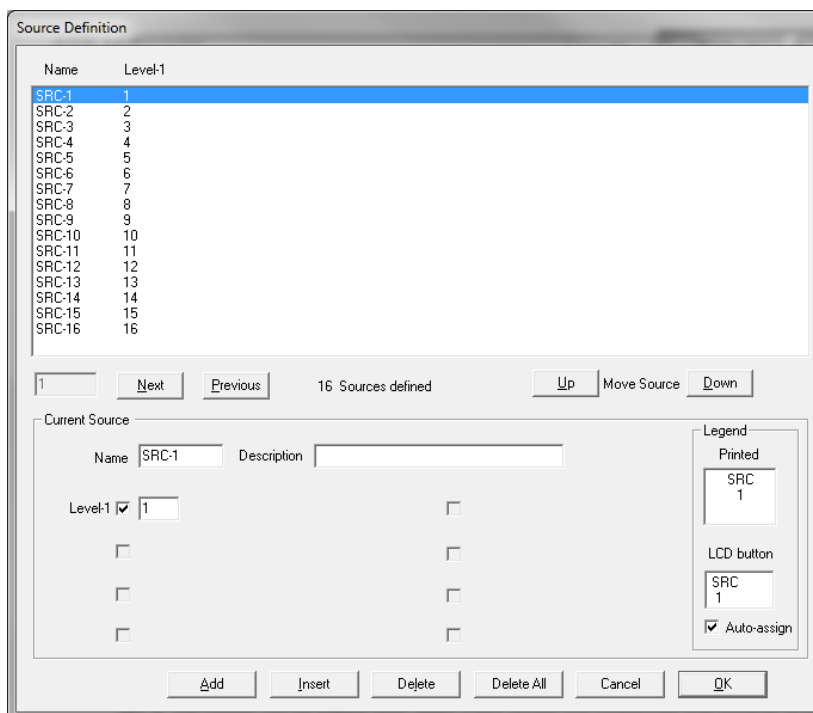 Source Definition
Name Level-1
SRC-1 1
SRC-2 2
SRC-3 3
SRC-4 4
SRC-5 5
SRC-6 6
SRC-7 7
SRC-8 8
SRC-9 9
SRC-10 10
SRC-11 11
SRC-12 12
SRC-13 13
SRC-14 14
SRC-15 15
SRC-16 16
1 Next Previous 16 Sources defined Up Move Source Down
Current Source
Name SRC-1 Description
Level-1 1
Legend
Printed
SRC
1
LCD button
SRC
1
Auto-assign
Add Insert Delete Delete All Cancel OK